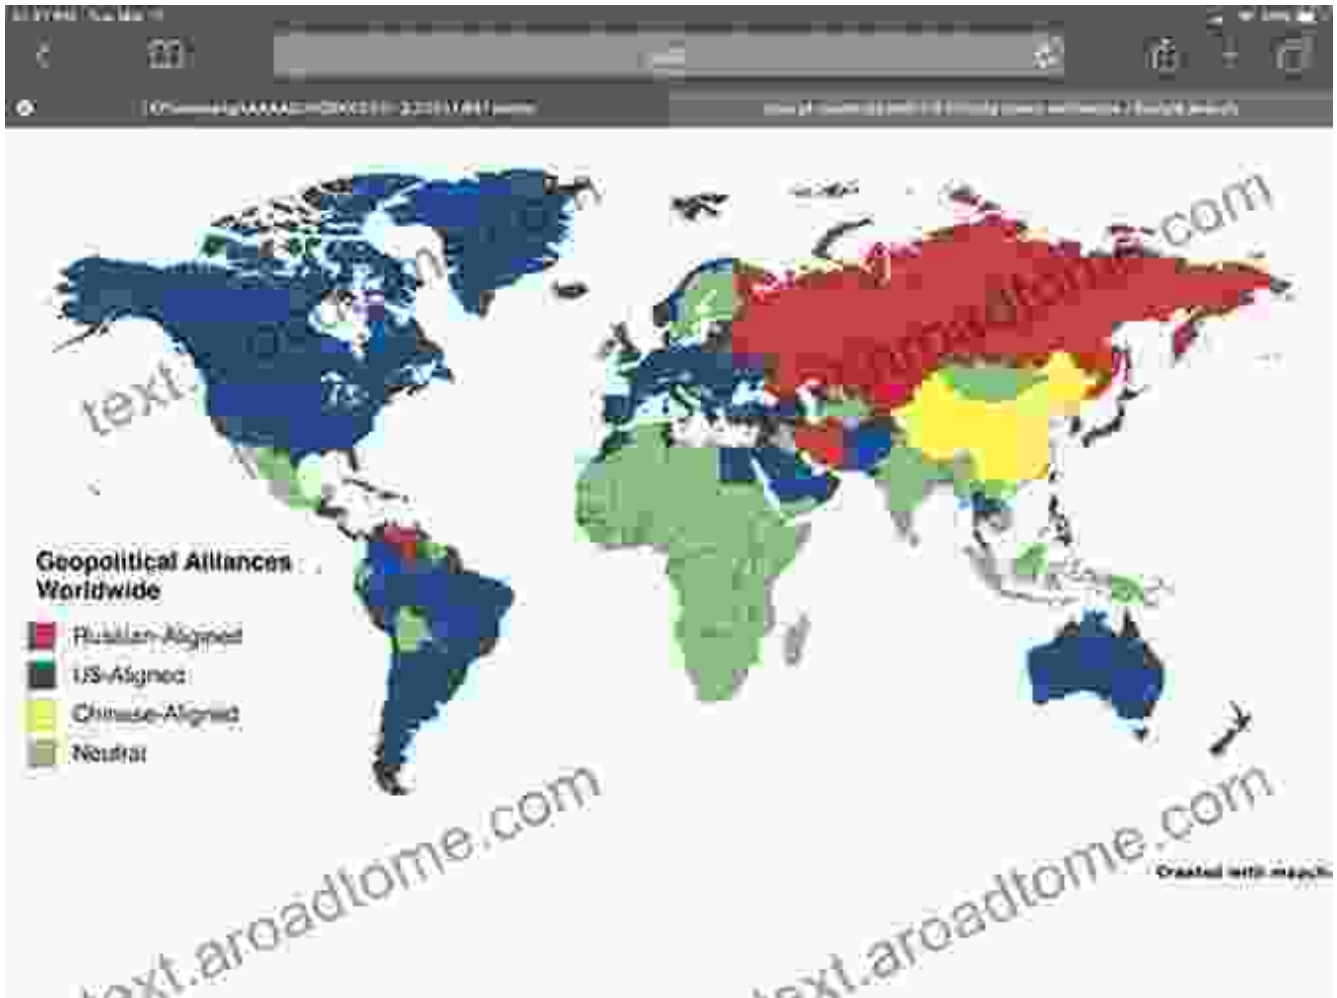 text.aroadtome.com
text.aroadtome.com
Geopolitical Alliances
Worldwide
Russian-Aligned
US-Aligned
Chinese-Aligned
Neutral
Created with mapch
text.aroadtome.com
text.aroadtome.com